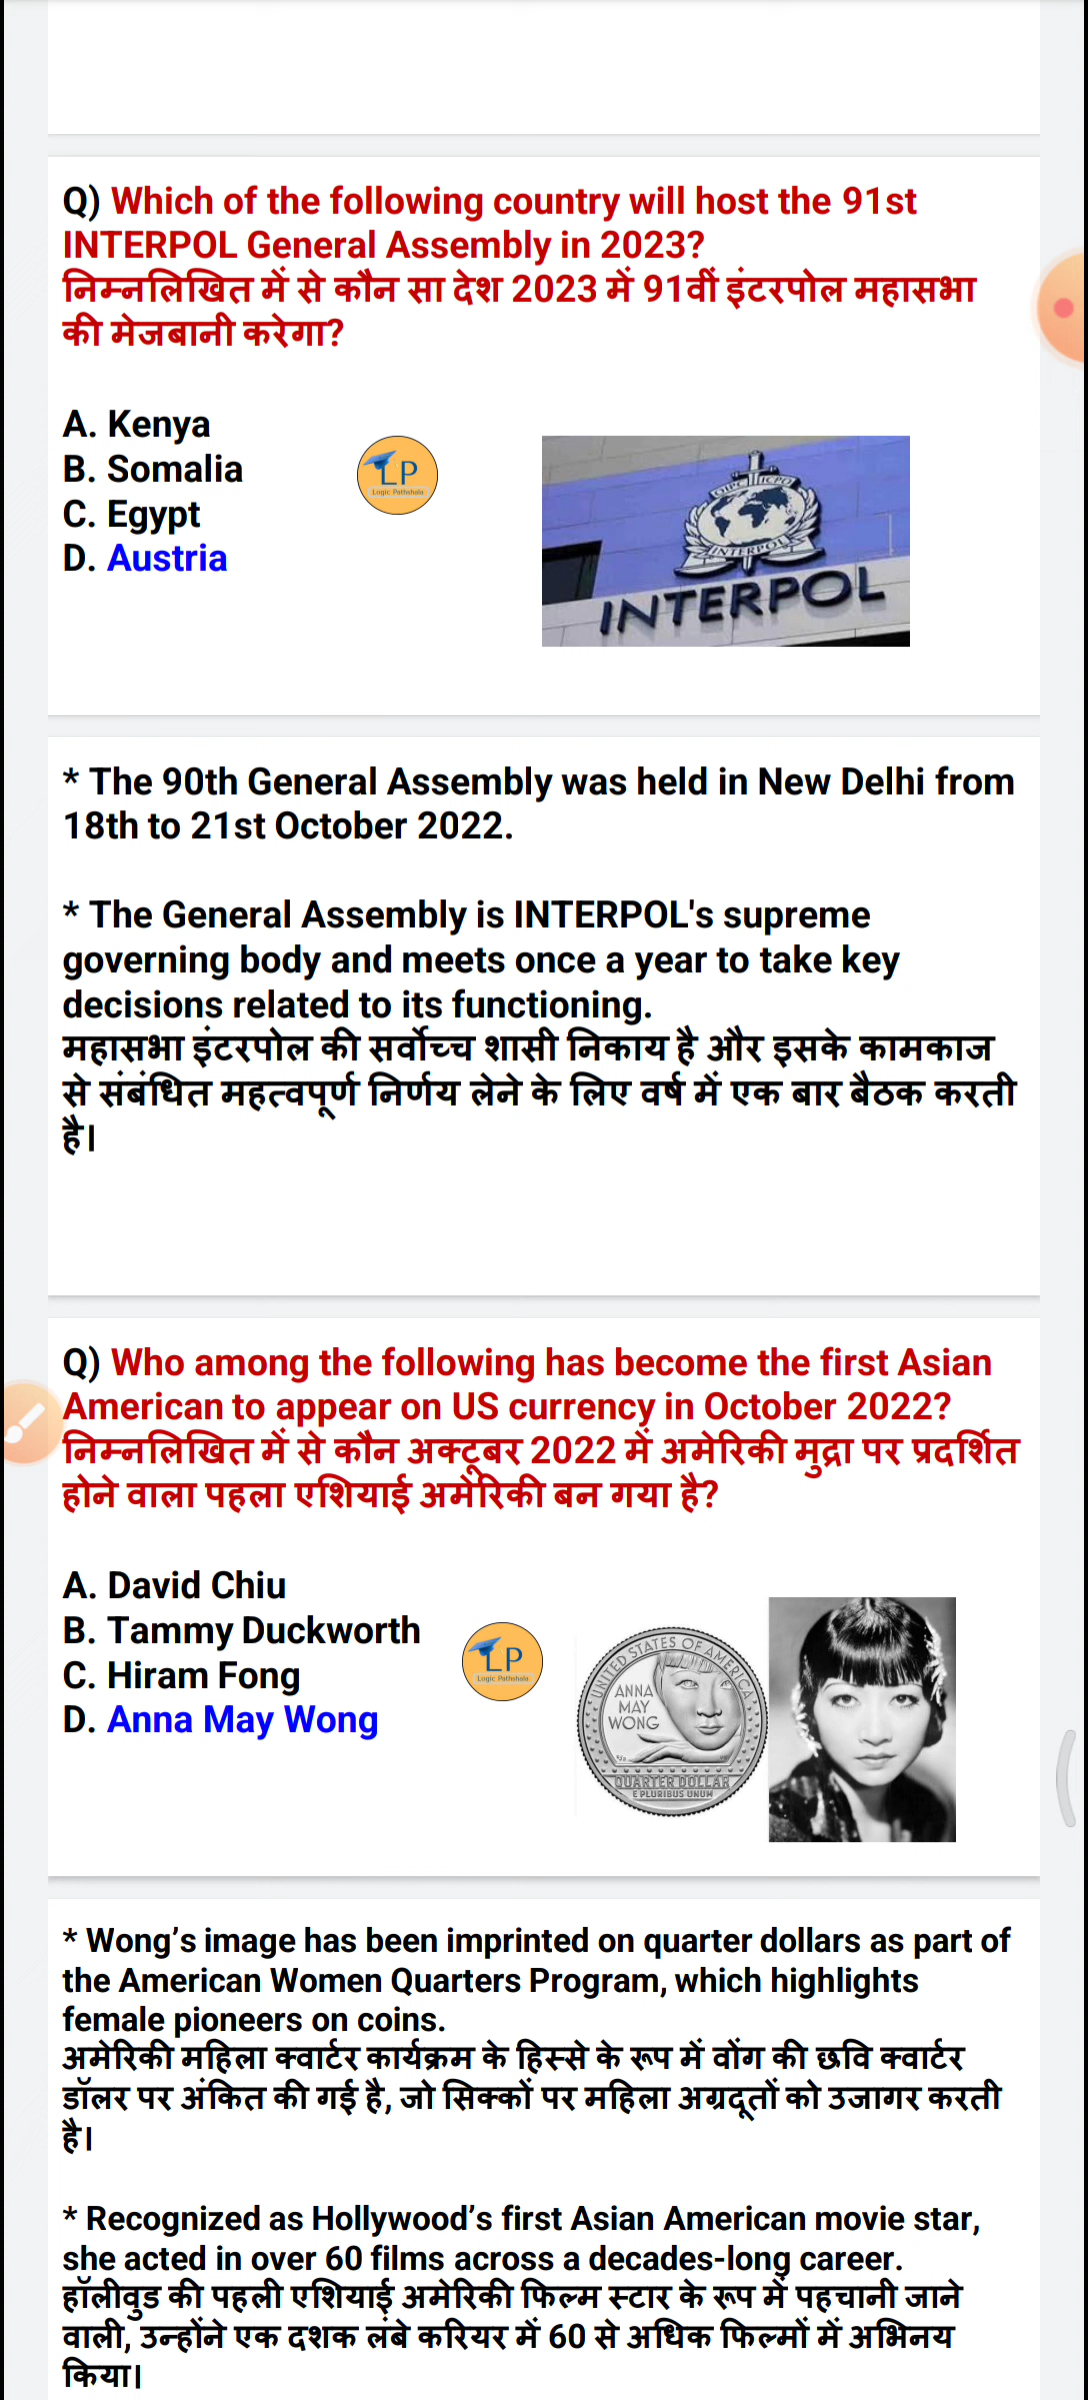 Q) Which of the following country will host the 91st
INTERPOL General Assembly in 2023?
निम्नलिखित में से कौन सा देश 2023 में 91वीं इंटरपोल महासभा
की मेजबानी करेगा?
A. Kenya
B. Somalia
C. Egypt
D. Austria
LP
Logic Pathshala
OIPC ICPO
INTERPOL
INTERPOL
* The 90th General Assembly was held in New Delhi from
18th to 21st October 2022.
* The General Assembly is INTERPOL's supreme
governing body and meets once a year to take key
decisions related to its functioning.
महासभा इंटरपोल की सर्वोच्च शासी निकाय है और इसके कामकाज
से संबंधित महत्वपूर्ण निर्णय लेने के लिए वर्ष में एक बार बैठक करती
है।
Q) Who among the following has become the first Asian
American to appear on US currency in October 2022?
निम्नलिखित में से कौन अक्टूबर 2022 में अमेरिकी मुद्रा पर प्रदर्शित
होने वाला पहला एशियाई अमेरिकी बन गया है?
A. David Chiu
B. Tammy Duckworth
C. Hiram Fong
D. Anna May Wong
LP
Logic Pathshala
UNITED STATES OF AMERICA
ANNA
MAY
WONG
QUARTER DOLLAR
E PLURIBUS UNUM
* Wong’s image has been imprinted on quarter dollars as part of
the American Women Quarters Program, which highlights
female pioneers on coins.
अमेरिकी महिला क्वार्टर कार्यक्रम के हिस्से के रूप में वोंग की छवि क्वार्टर
डॉलर पर अंकित की गई है, जो सिक्कों पर महिला अग्रदूतों को उजागर करती
है।
* Recognized as Hollywood’s first Asian American movie star,
she acted in over 60 films across a decades-long career.
हॉलीवुड की पहली एशियाई अमेरिकी फिल्म स्टार के रूप में पहचानी जाने
वाली, उन्होंने एक दशक लंबे करियर में 60 से अधिक फिल्मों में अभिनय
किया।